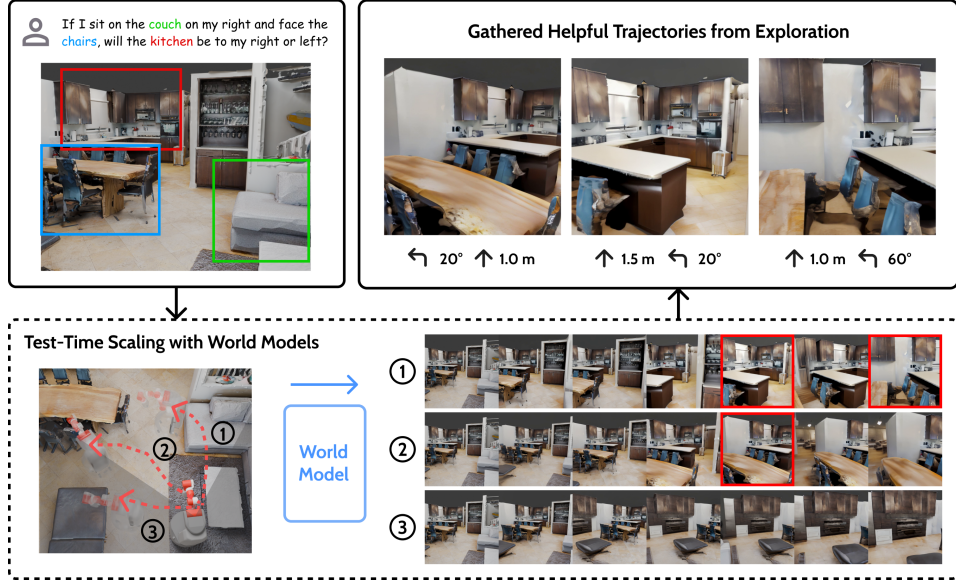 If I sit on the couch on my right and face the
chairs, will the kitchen be to my right or left?
Gathered Helpful Trajectories from Exploration
20° 1.0 m
1.5 m 20°
1.0 m 60°
Test-Time Scaling with World Models
1
2
3
World
Model
1
2
3